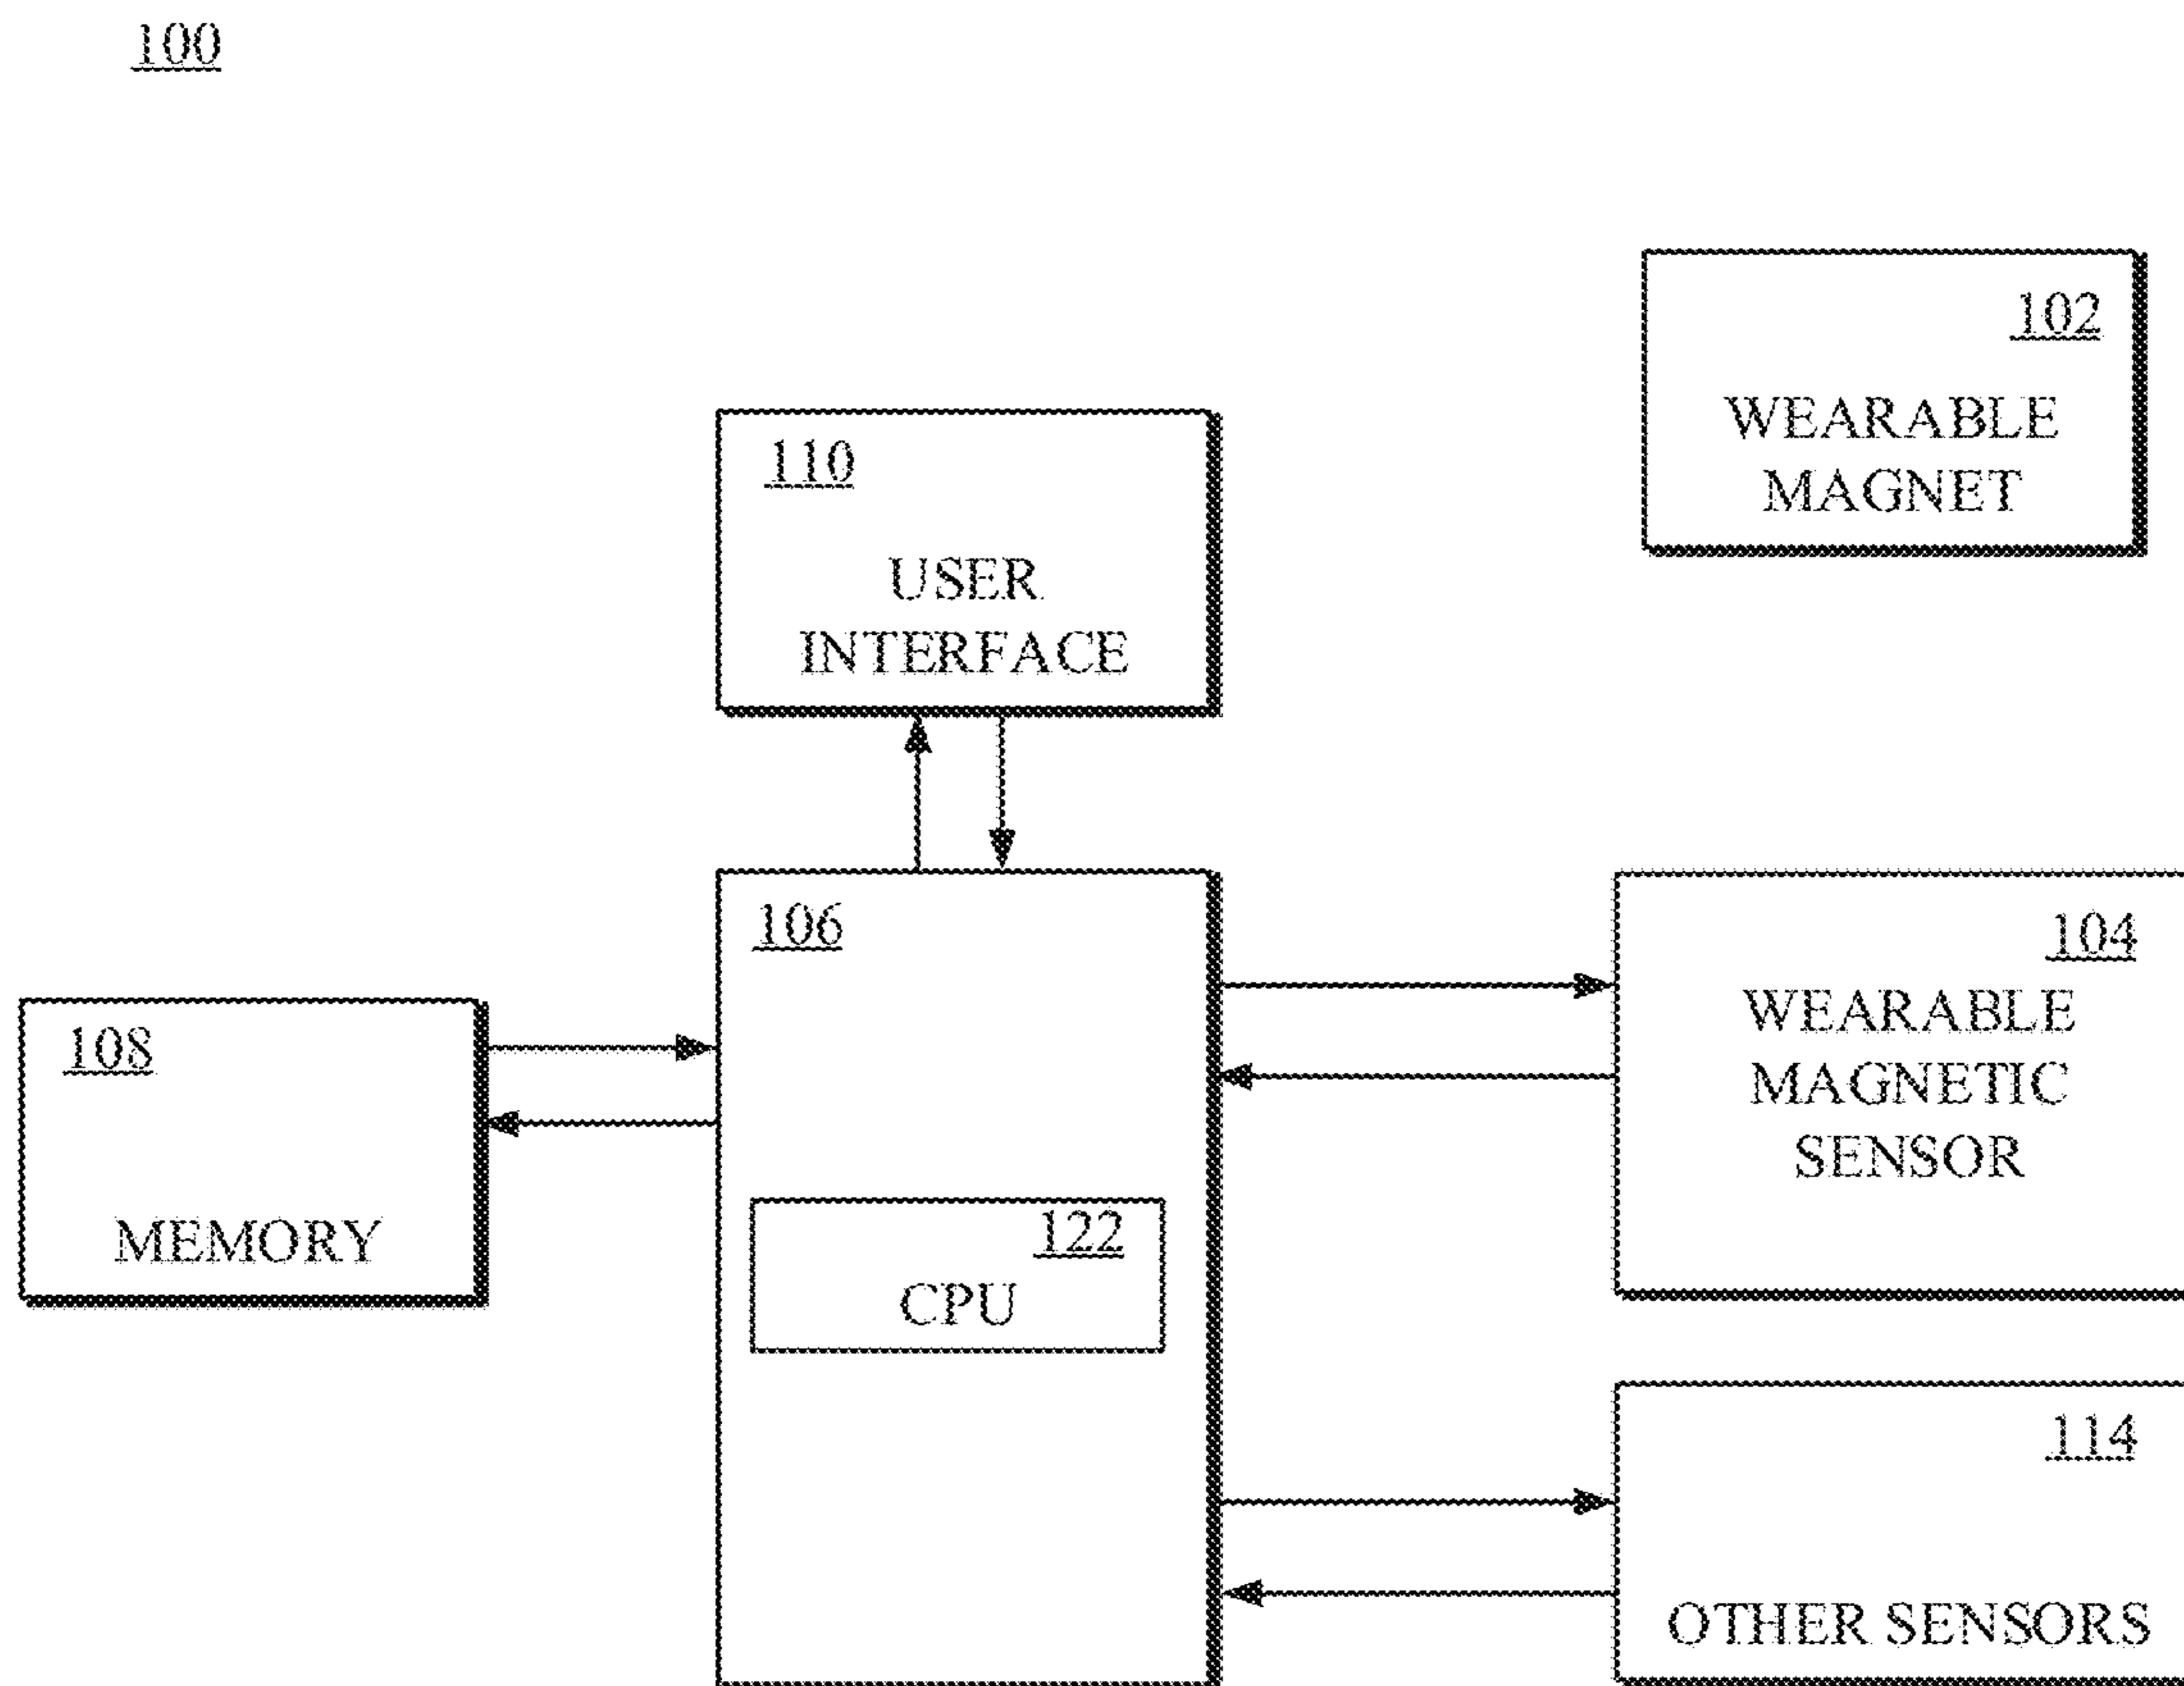 100
102
WEARABLE
MAGNET
110
USER
INTERFACE
106
104
WEARABLE
MAGNETIC
SENSOR
108
MEMORY
122
CPU
114
OTHER SENSORS